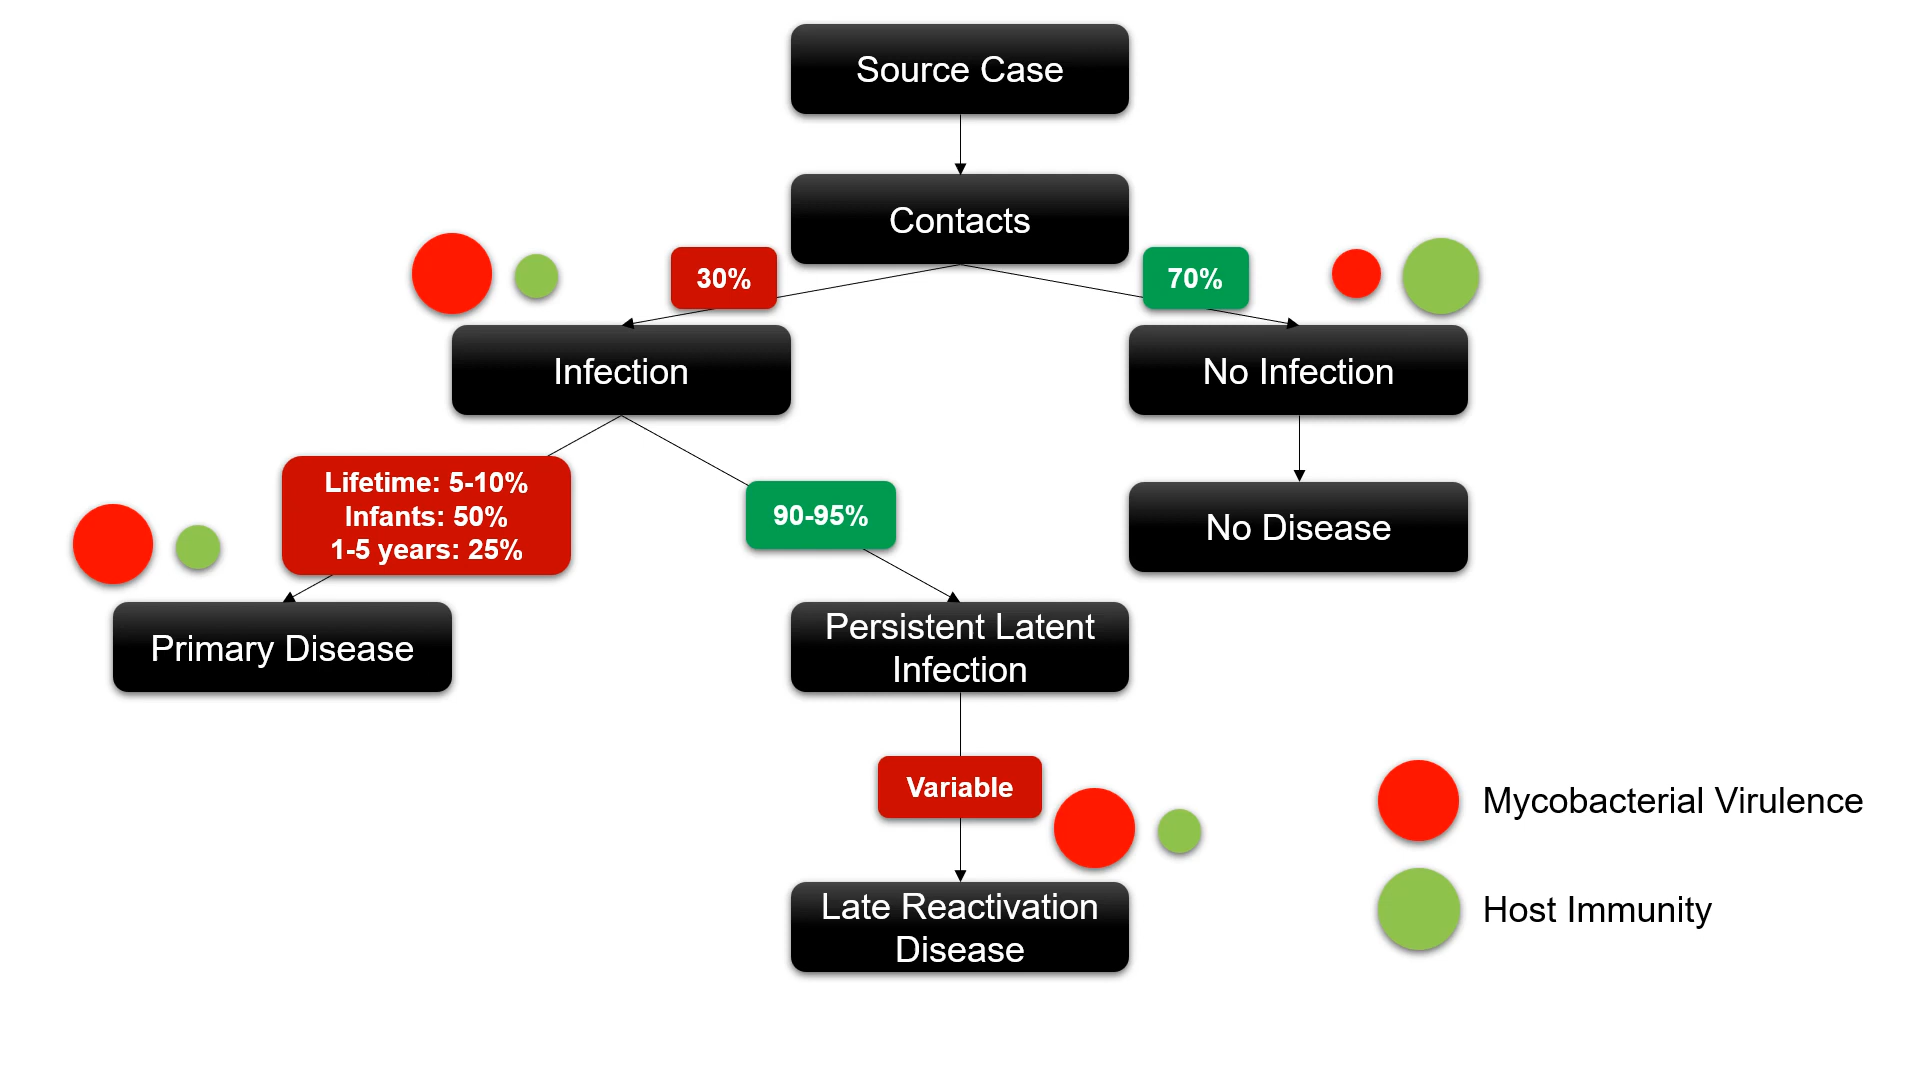 Source Case
Contacts
30%
70%
Infection
No Infection
Lifetime: 5-10%
Infants: 50%
1-5 years: 25%
90-95%
No Disease
Primary Disease
Persistent Latent
Infection
Variable
Mycobacterial Virulence
Late Reactivation
Disease
Host Immunity